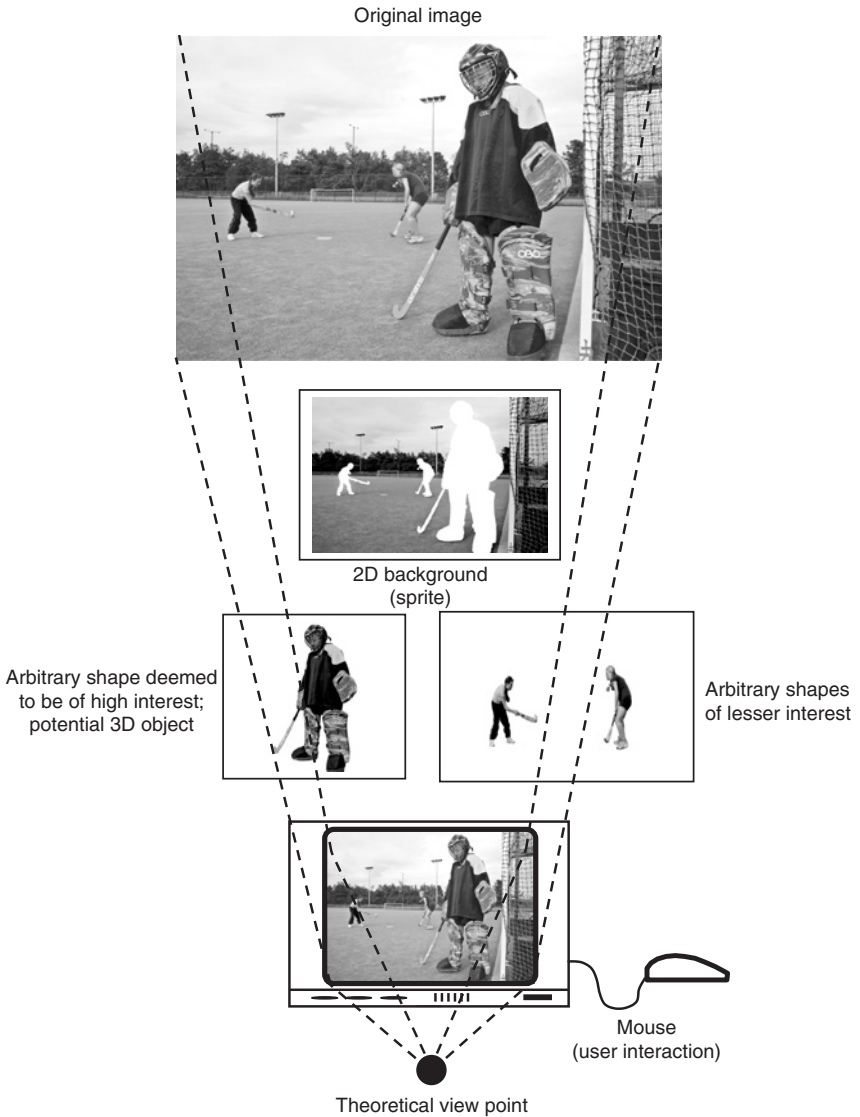 Original image
2D background
(sprite)
Arbitrary shape deemed
to be of high interest;
potential 3D object
Arbitrary shapes
of lesser interest
Mouse
(user interaction)
Theoretical view point